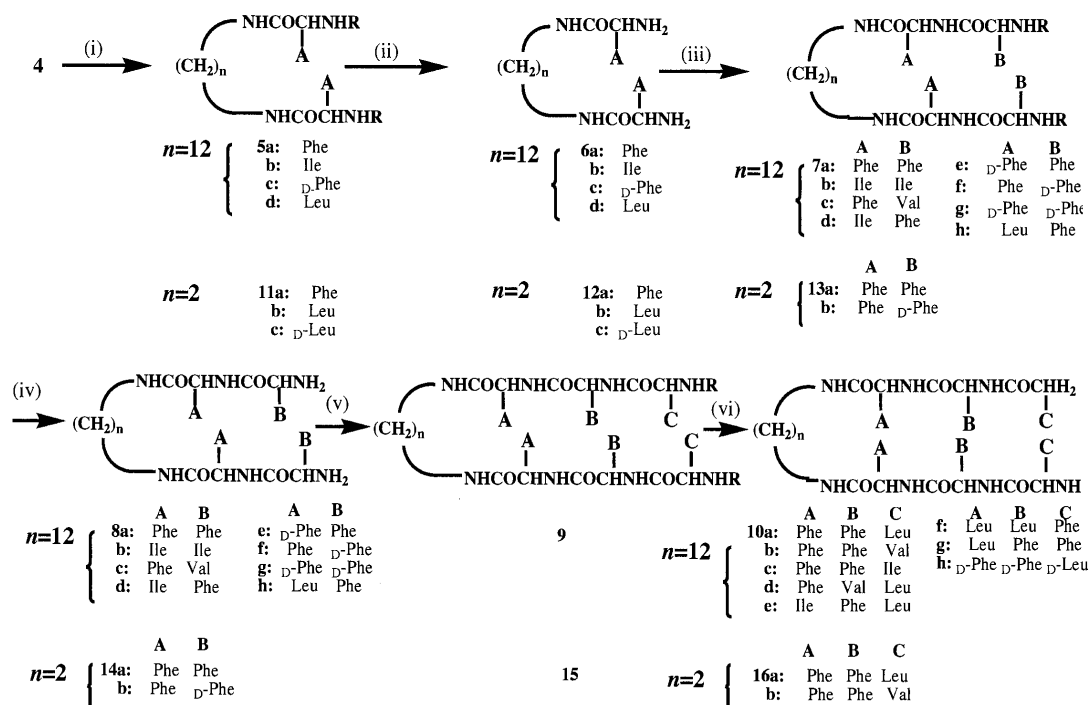 4
(i)
(CH2)n
NHCOCHNHR
A
A
NHCOCHNHR
n=12
5a: Phe
b: Ile
c: D-Phe
d: Leu
n=2
11a: Phe
b: Leu
c: D-Leu
(ii)
(CH2)n
NHCOCHNH2
A
A
NHCOCHNH2
n=12
6a: Phe
b: Ile
c: D-Phe
d: Leu
n=2
12a: Phe
b: Leu
c: D-Leu
(iii)
(CH2)n
NHCOCHNHCOCHNHR
A B
A B
NHCOCHNHCOCHNHR
n=12
A B A B
7a: Phe Phe e: D-Phe Phe
b: Ile Ile f: Phe D-Phe
c: Phe Val g: D-Phe D-Phe
d: Ile Phe h: Leu Phe
n=2
A B
13a: Phe Phe
b: Phe D-Phe
(iv)
(CH2)n
NHCOCHNHCOCHNH2
A B
A B
NHCOCHNHCOCHNH2
n=12
A B A B
8a: Phe Phe e: D-Phe Phe
b: Ile Ile f: Phe D-Phe
c: Phe Val g: D-Phe D-Phe
d: Ile Phe h: Leu Phe
n=2
A B
14a: Phe Phe
b: Phe D-Phe
(v)
(CH2)n
NHCOCHNHCOCHNHCOCHNHR
A B C
A B C
NHCOCHNHCOCHNHCOCHNHR
9
15
(vi)
(CH2)n
NHCOCHNHCOCHNHCOCHH2
A B C
A B C
NHCOCHNHCOCHNHCOCHNH
n=12
A B C A B C
10a: Phe Phe Leu f: Leu Leu Phe
b: Phe Phe Val g: Leu Phe Phe
c: Phe Phe Ile h: D-Phe D-Phe D-Leu
d: Phe Val Leu
e: Ile Phe Leu
n=2
A B C
16a: Phe Phe Leu
b: Phe Phe Val